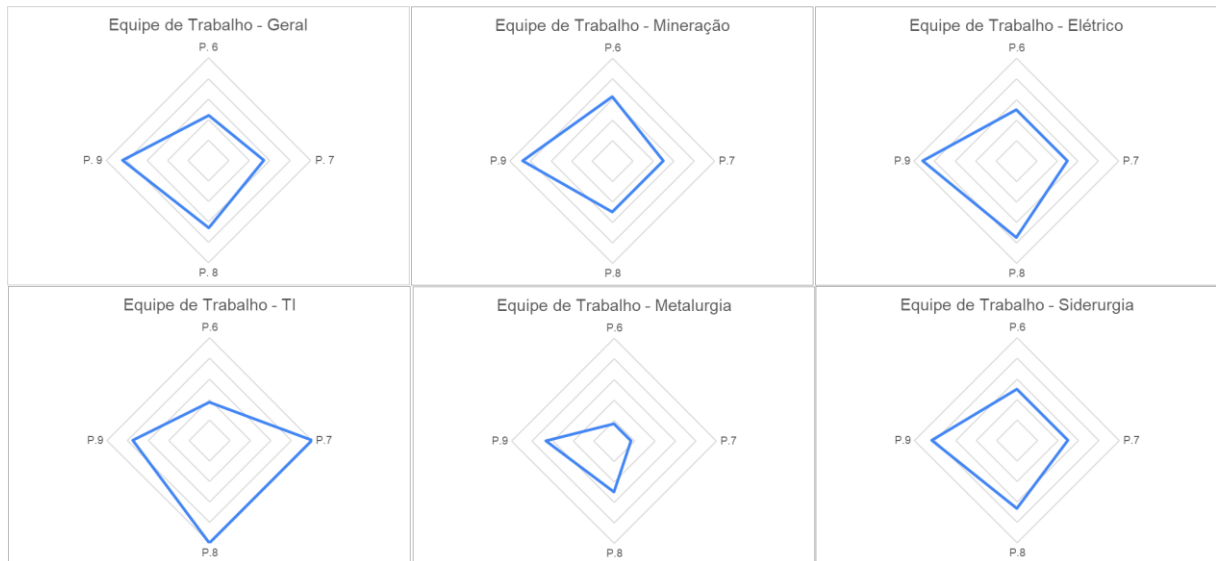 Equipe de Trabalho - Geral
P. 6
P. 9
P. 7
P. 8
Equipe de Trabalho - Mineração
P.6
P.9
P.7
P.8
Equipe de Trabalho - Elétrico
P.6
P.9
P.7
P.8
Equipe de Trabalho - TI
P.6
P.9
P.7
P.8
Equipe de Trabalho - Metalurgia
P.6
P.9
P.7
P.8
Equipe de Trabalho - Siderurgia
P.6
P.9
P.7
P.8